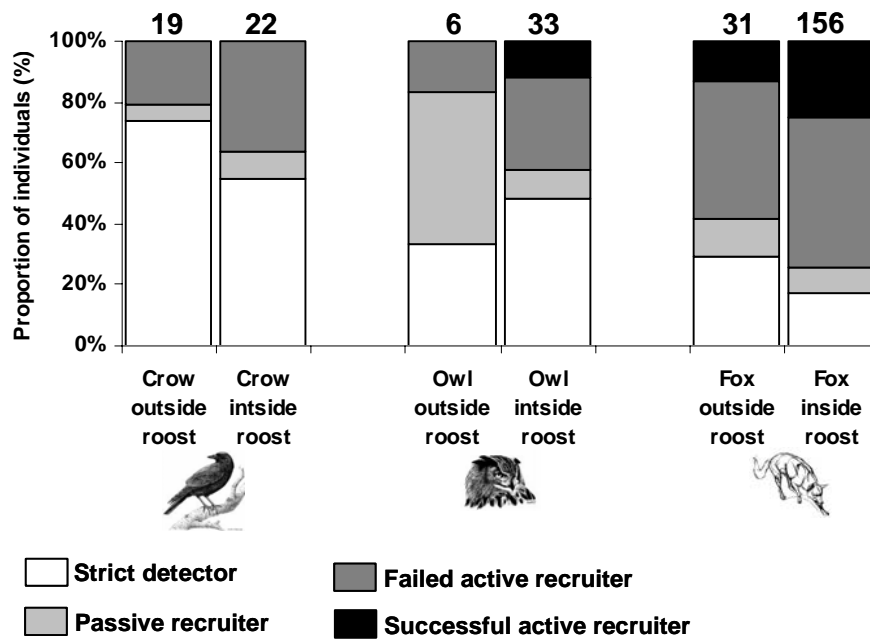 19 22 6 33 31 156
Proportion of individuals (%)
100%
80%
60%
40%
20%
0%
Crow
outside
roost
Crow
intside
roost
Owl
outside
roost
Owl
intside
roost
Fox
outside
roost
Fox
inside
roost
Strict detector
Failed active recruiter
Passive recruiter
Successful active recruiter